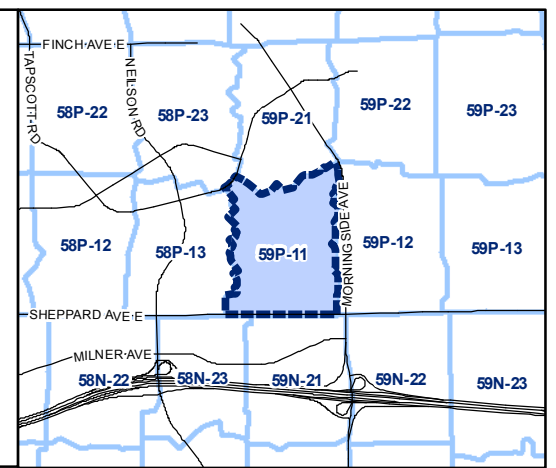 FINCH AVE E
TAPSCOTT RD
NEILSON RD
58P-22
58P-23
59P-21
59P-22
59P-23
58P-12
58P-13
59P-11
MORNINGSIDE AVE
59P-12
59P-13
SHEPPARD AVE E
MILNER AVE
58N-22
58N-23
59N-21
59N-22
59N-23